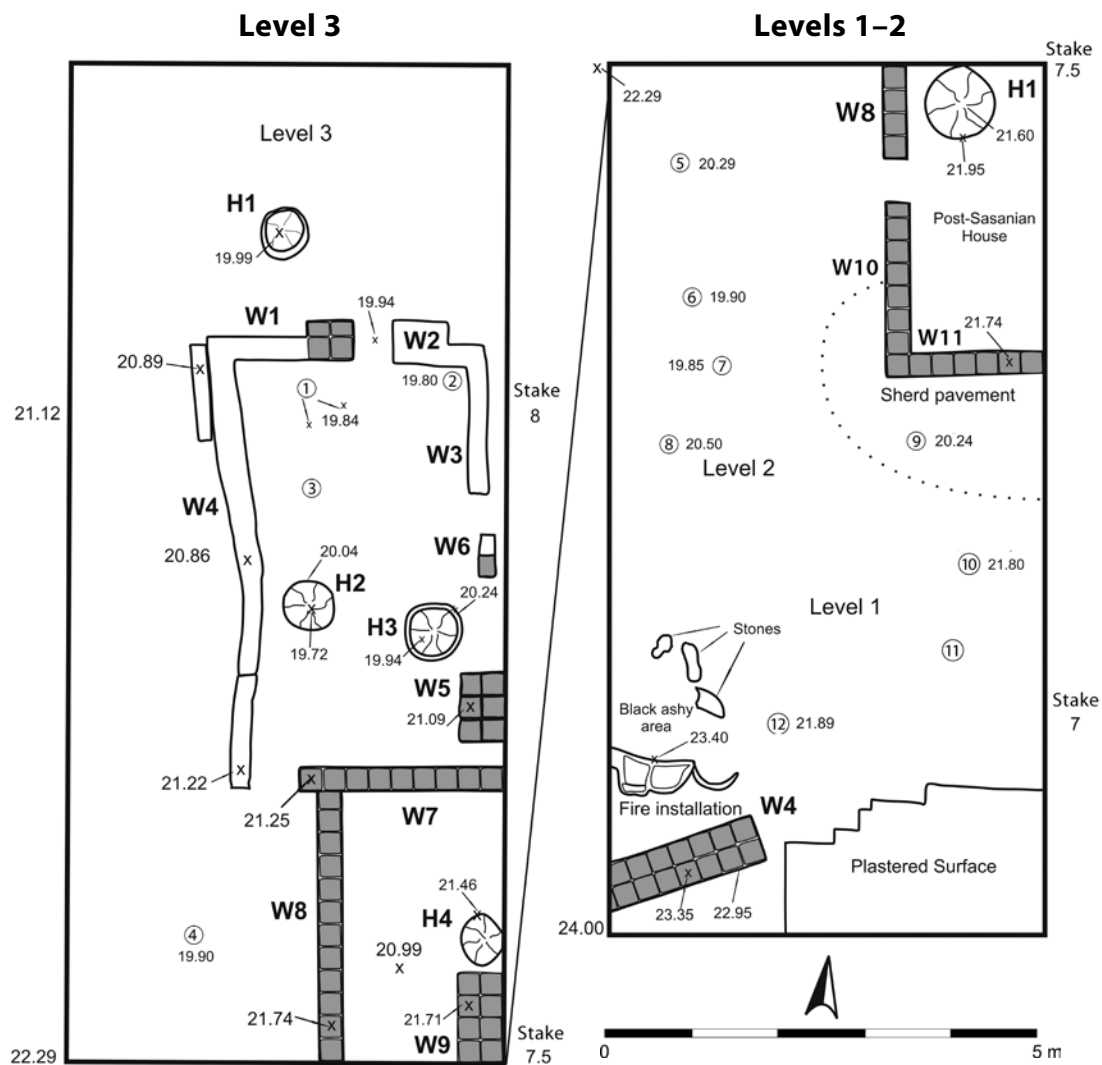 Level 3
Level 3
H1
19.99
W1
19.94
W2
20.89
19.80 ②
①
19.84
21.12
Stake
8
W3
③
W4
W6
20.86
20.04
H2
20.24
H3
19.72
19.94
W5
21.09
21.22
21.25
W7
W8
21.46
H4
④
19.90
20.99
21.74
21.71
W9
Stake
7.5
22.29
Levels 1–2
Stake
7.5
22.29
W8
H1
21.60
21.95
⑤ 20.29
Post-Sasanian
House
W10
⑥ 19.90
W11
21.74
19.85 ⑦
Sherd pavement
⑧ 20.50
⑨ 20.24
Level 2
⑩ 21.80
Level 1
Stones
⑪
Black ashy
area
⑫ 21.89
Stake
7
23.40
Fire installation
W4
Plastered Surface
23.35
22.95
24.00
0
5 m